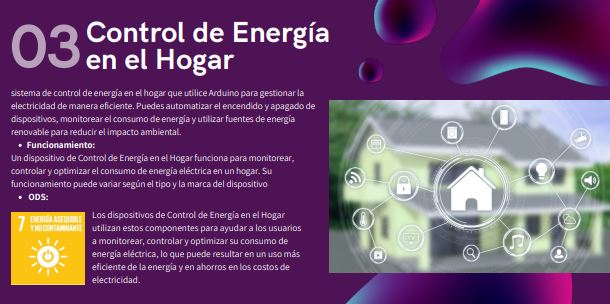 03
Control de Energía
en el Hogar
sistema de control de energía en el hogar que utilice Arduino para gestionar la
electricidad de manera eficiente. Puedes automatizar el encendido y apagado de
dispositivos, monitorear el consumo de energía y utilizar fuentes de energía
renovable para reducir el impacto ambiental.
• Funcionamiento:
Un dispositivo de Control de Energía en el Hogar funciona para monitorear,
controlar y optimizar el consumo de energía eléctrica en un hogar. Su
funcionamiento puede variar según el tipo y la marca del dispositivo
• ODS:
7 ENERGÍA ASEQUIBLE
Y NO CONTAMINANTE
Los dispositivos de Control de Energía en el Hogar
utilizan estos componentes para ayudar a los usuarios
a monitorear, controlar y optimizar su consumo de
energía eléctrica, lo que puede resultar en un uso más
eficiente de la energía y en ahorros en los costos de
electricidad.